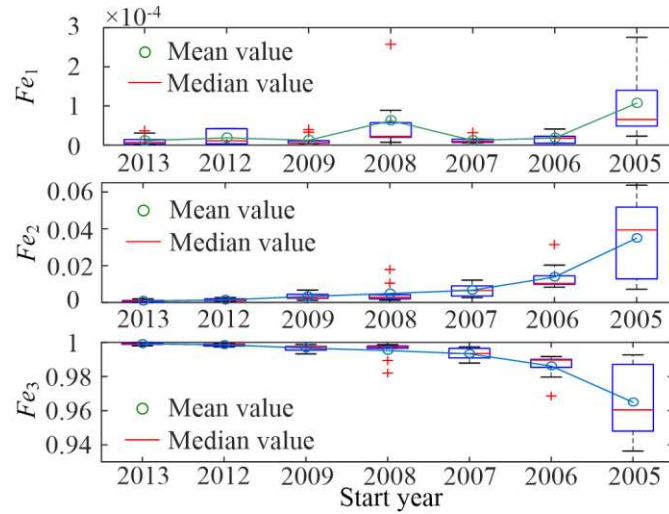 ×10⁻⁴
3
2
1
0
Fe₁
Mean value
Median value
2013 2012 2009 2008 2007 2006 2005
0.06
0.04
0.02
0
Fe₂
Mean value
Median value
2013 2012 2009 2008 2007 2006 2005
1
0.98
0.96
0.94
Fe₃
Mean value
Median value
2013 2012 2009 2008 2007 2006 2005
Start year